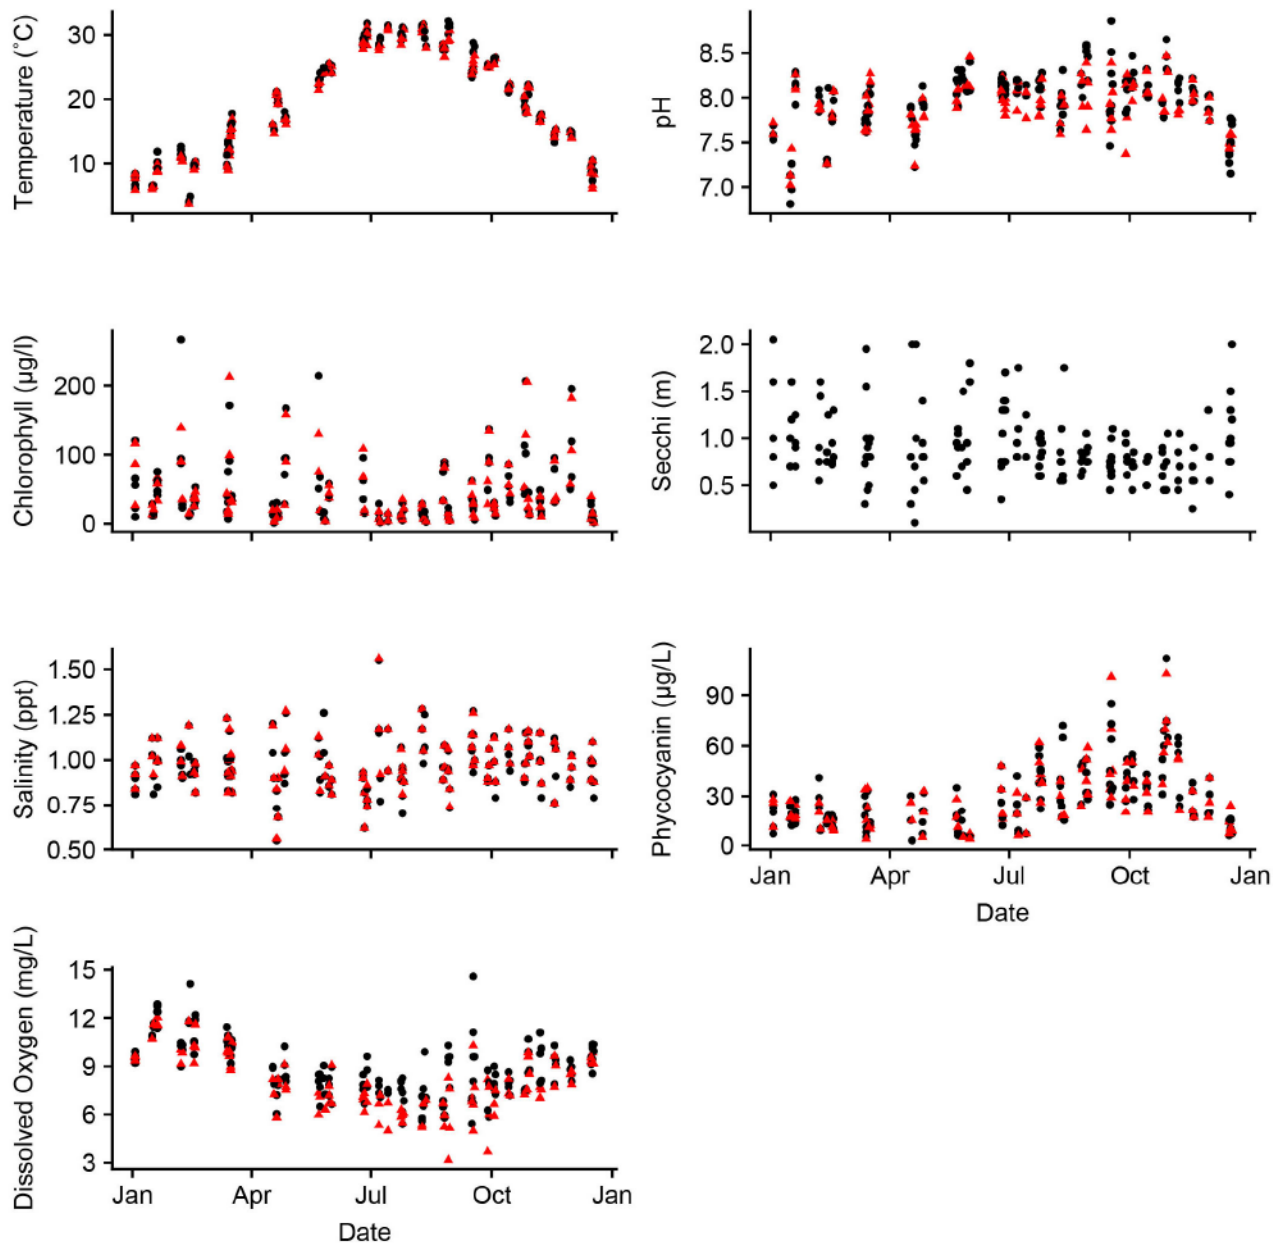 Temperature (˚C)
30
20
10
pH
8.5
8.0
7.5
7.0
Chlorophyll (µg/l)
200
100
0
Secchi (m)
2.0
1.5
1.0
0.5
Salinity (ppt)
1.50
1.25
1.00
0.75
0.50
Phycocyanin (µg/L)
90
60
30
0
Jan Apr Jul Oct Jan
Date
Dissolved Oxygen (mg/L)
15
12
9
6
3
Jan Apr Jul Oct Jan
Date